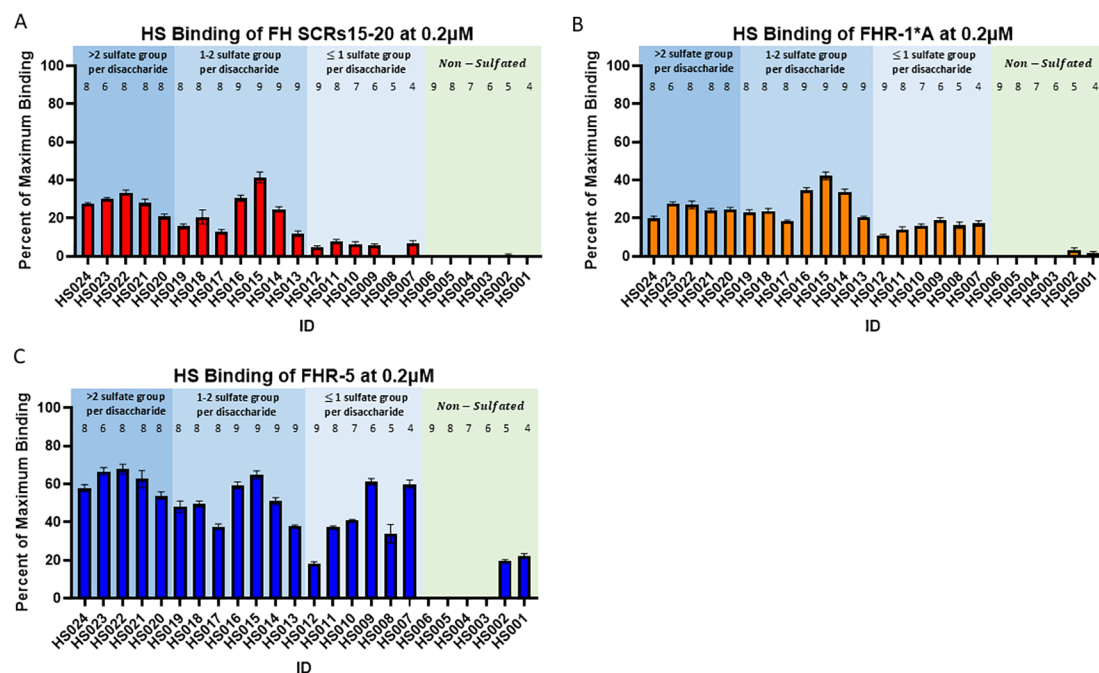 A
HS Binding of FH SCRs15-20 at 0.2µM
>2 sulfate group
per disaccharide
1-2 sulfate group
per disaccharide
≤ 1 sulfate group
per disaccharide
Non-Sulfated
8 6 8 8 8 8 8 9 9 9 9 9 9 8 7 6 5 4 9 8 7 6 5 4
100
80
60
40
20
0
Percent of Maximum Binding
HS024 HS023 HS022 HS021 HS020 HS019 HS018 HS017 HS016 HS015 HS014 HS013 HS012 HS011 HS010 HS009 HS008 HS007 HS006 HS005 HS004 HS003 HS002 HS001
ID
B
HS Binding of FHR-1*A at 0.2µM
>2 sulfate group
per disaccharide
1-2 sulfate group
per disaccharide
≤ 1 sulfate group
per disaccharide
Non-Sulfated
8 6 8 8 8 8 8 9 9 9 9 9 9 8 7 6 5 4 9 8 7 6 5 4
100
80
60
40
20
0
Percent of Maximum Binding
HS024 HS023 HS022 HS021 HS020 HS019 HS018 HS017 HS016 HS015 HS014 HS013 HS012 HS011 HS010 HS009 HS008 HS007 HS006 HS005 HS004 HS003 HS002 HS001
ID
C
HS Binding of FHR-5 at 0.2µM
>2 sulfate group
per disaccharide
1-2 sulfate group
per disaccharide
≤ 1 sulfate group
per disaccharide
Non-Sulfated
8 6 8 8 8 8 8 9 9 9 9 9 9 8 7 6 5 4 9 8 7 6 5 4
100
80
60
40
20
0
Percent of Maximum Binding
HS024 HS023 HS022 HS021 HS020 HS019 HS018 HS017 HS016 HS015 HS014 HS013 HS012 HS011 HS010 HS009 HS008 HS007 HS006 HS005 HS004 HS003 HS002 HS001
ID